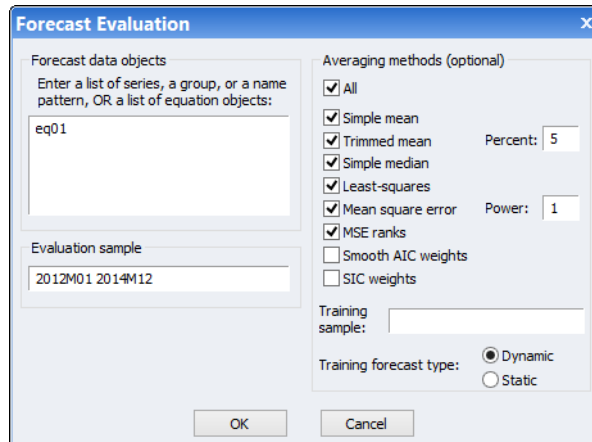 Forecast Evaluation
x
Forecast data objects
Enter a list of series, a group, or a name
pattern, OR a list of equation objects:
eq01
Evaluation sample
2012M01 2014M12
Averaging methods (optional)
All
Simple mean
Trimmed mean Percent: 5
Simple median
Least-squares
Mean square error Power: 1
MSE ranks
Smooth AIC weights
SIC weights
Training
sample:
Training forecast type: Dynamic
Static
OK Cancel